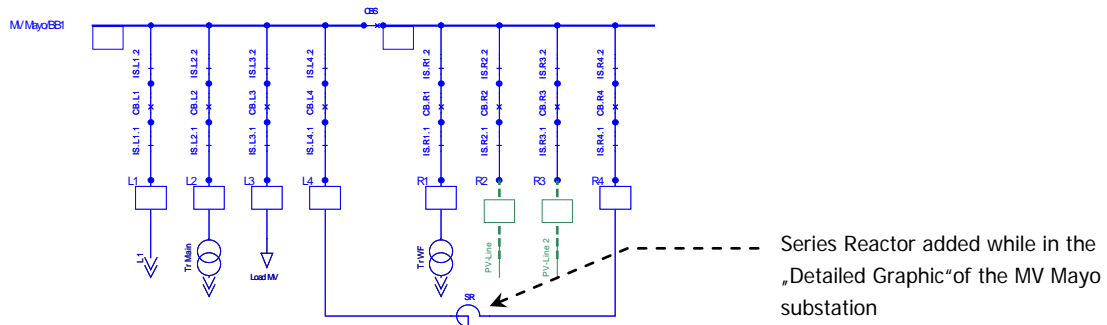 CBS
MV Mayo/BB1
IS.L1.2 IS.L2.2 IS.L3.2 IS.L4.2 IS.R1.2 IS.R2.2 IS.R3.2 IS.R4.2
CB.L1 CB.L2 CB.L3 CB.L4 CB.R1 CB.R2 CB.R3 CB.R4
IS.L1.1 IS.L2.1 IS.L3.1 IS.L4.1 IS.R1.1 IS.R2.1 IS.R3.1 IS.R4.1
L1 L2 L3 L4 R1 R2 R3 R4
L1 Tr Main Load MV Tr WF PV-Line PV-Line 2
SR
Series Reactor added while in the
„Detailed Graphic“of the MV Mayo
substation